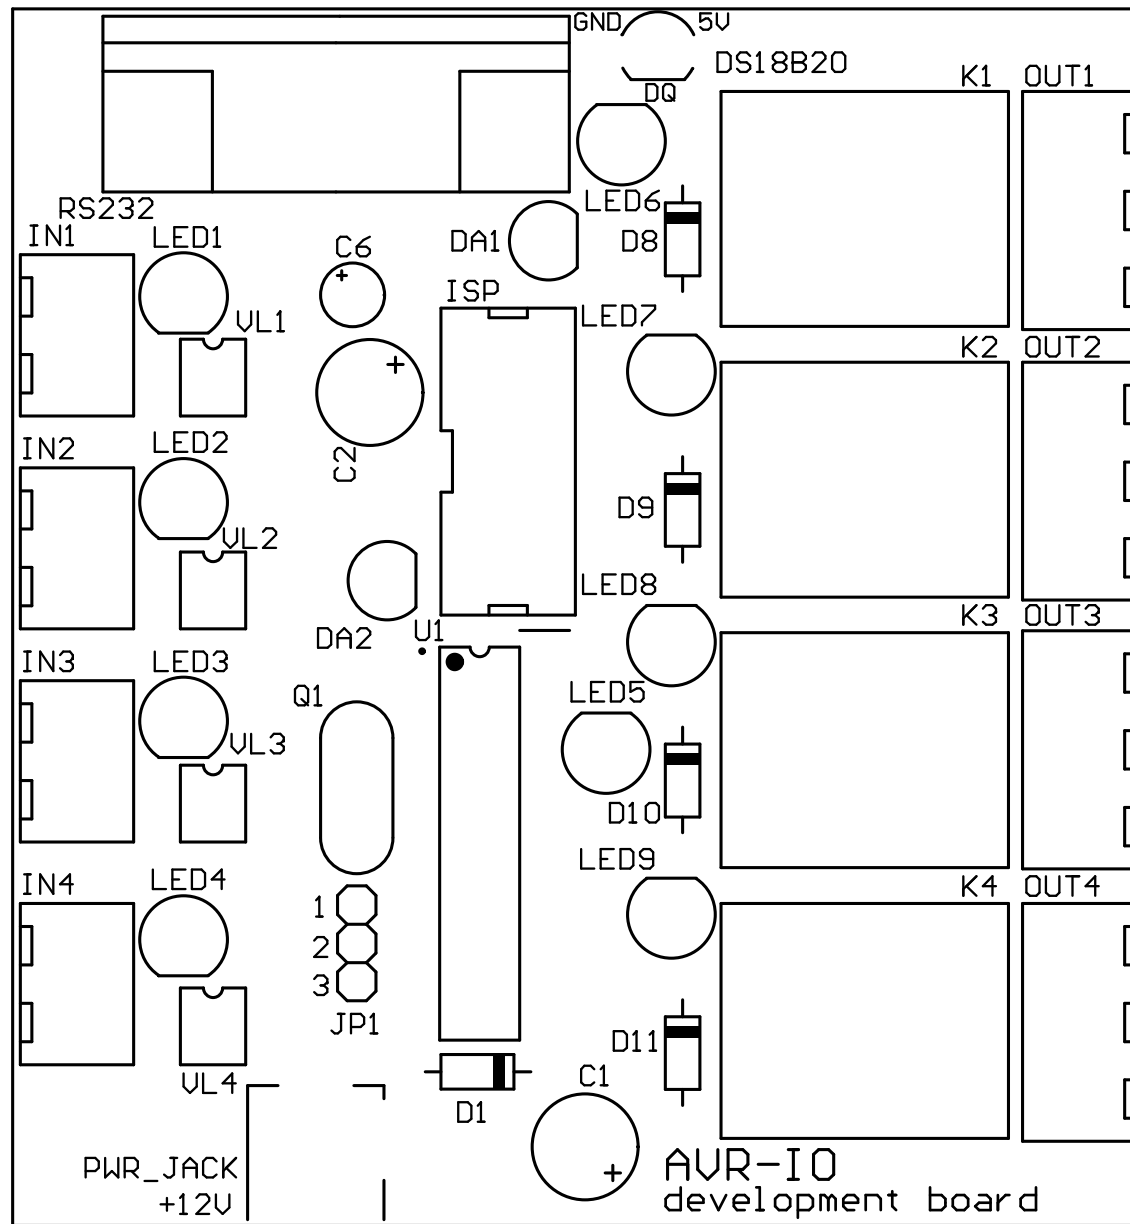 GND 5V
DS18B20
DQ
K1 OUT1
LED6
RS232
IN1
LED1
C6
DA1
D8
ISP
VL1
LED7
K2 OUT2
IN2
LED2
C2
D9
VL2
LED8
K3 OUT3
DA2
U1
IN3
LED3
Q1
LED5
VL3
D10
LED9
IN4
LED4
K4 OUT4
1
2
3
JP1
D11
VL4
C1
+
+
+
D1
PWR_JACK
+12V
AVR-IO
development board